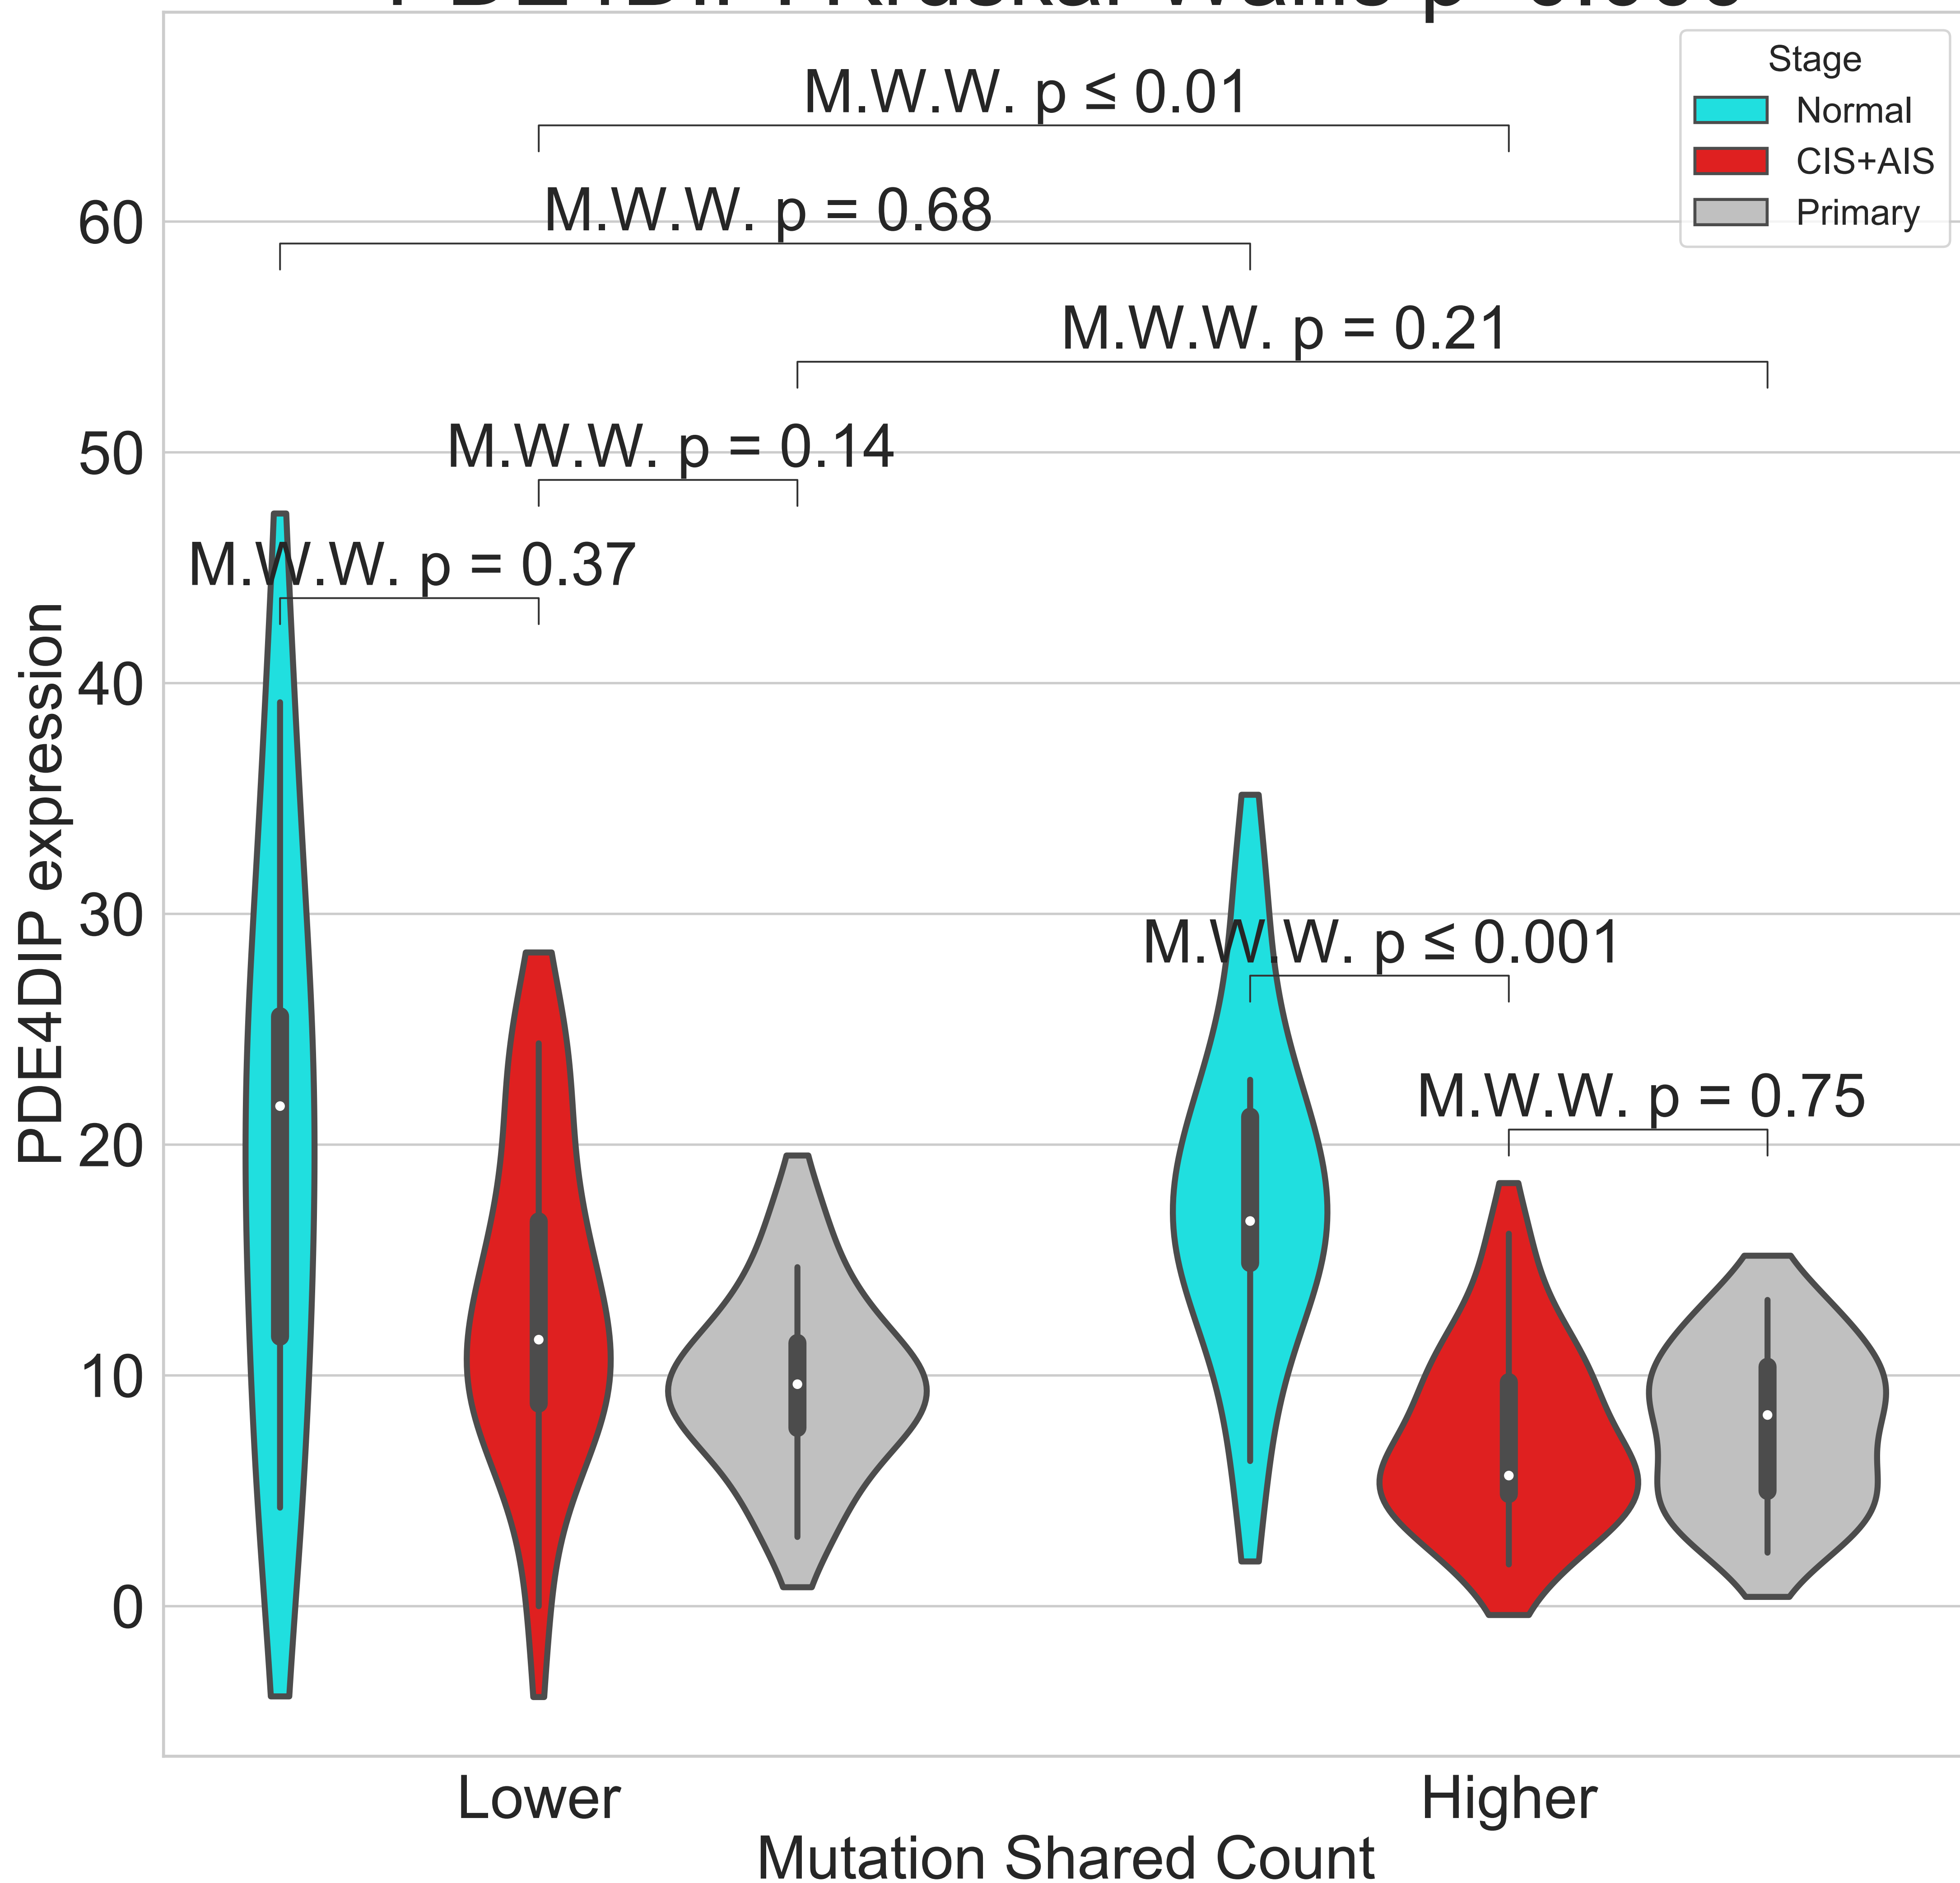 Stage
Normal
CIS+AIS
Primary
M.W.W. p ≤ 0.01
M.W.W. p = 0.68
M.W.W. p = 0.21
M.W.W. p = 0.14
M.W.W. p = 0.37
M.W.W. p ≤ 0.001
M.W.W. p = 0.75
PDE4DIP expression
60
50
40
30
20
10
0
Lower
Higher
Mutation Shared Count